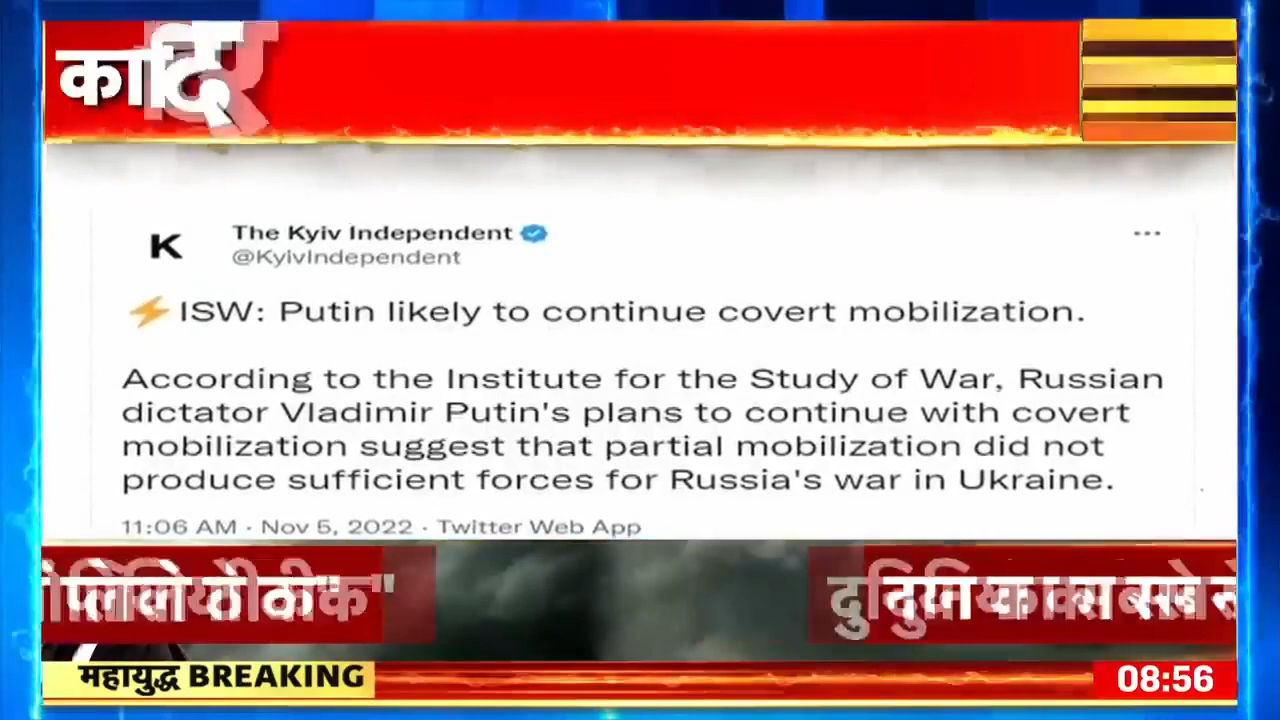 K
The Kyiv Independent
@KyivIndependent
⚡ISW: Putin likely to continue covert mobilization.
According to the Institute for the Study of War, Russian
dictator Vladimir Putin's plans to continue with covert
mobilization suggest that partial mobilization did not
produce sufficient forces for Russia's war in Ukraine.
11:06 AM · Nov 5, 2022 · Twitter Web App
महायुद्ध BREAKING
08:56